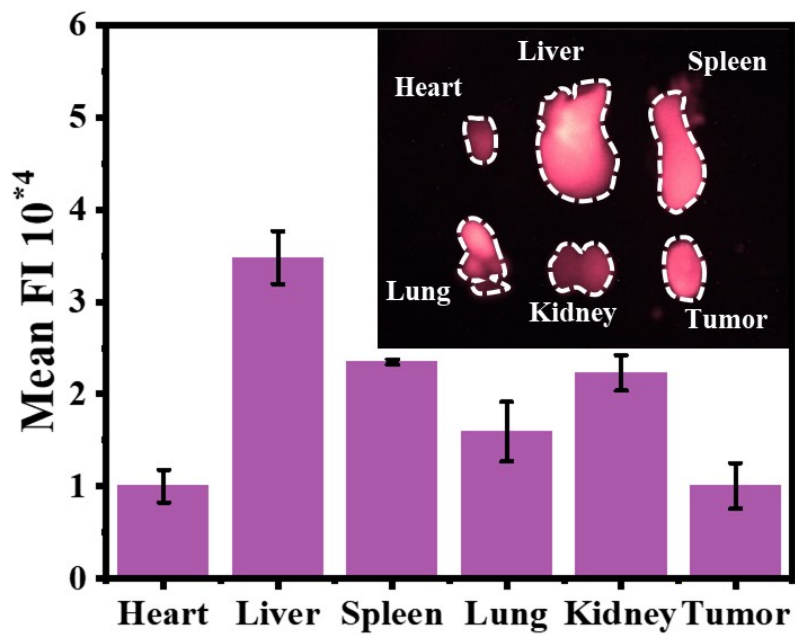 Mean FI 10*4
6
5
4
3
2
1
0
Heart
Liver
Spleen
Lung
Kidney
Tumor
Heart Liver Spleen Lung Kidney Tumor